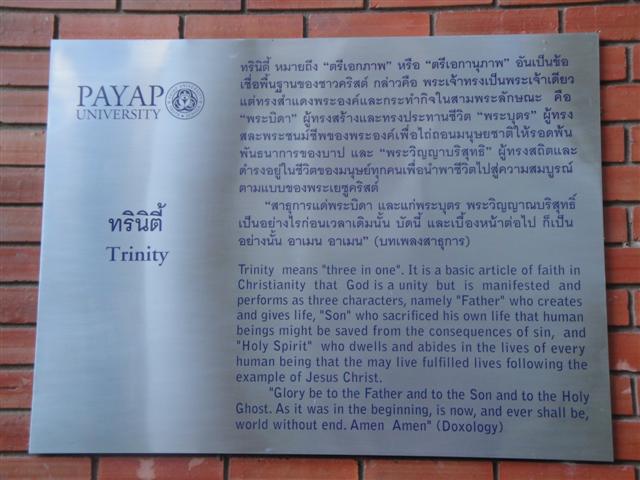 PAYAP
UNIVERSITY
ทรินิตี้
Trinity
ทรินิตี้ หมายถึง “ตรีเอกภาพ” หรือ “ตรีเอกานุภาพ” อันเป็นข้อ
เชื่อพื้นฐานของชาวคริสต์ กล่าวคือ พระเจ้าทรงเป็นพระเจ้าเดียว
แต่ทรงสำแดงพระองค์และกระทำกิจในสามพระลักษณะ คือ
“พระบิดา” ผู้ทรงสร้างและทรงประทานชีวิต “พระบุตร” ผู้ทรง
สละพระชนม์ชีพของพระองค์เพื่อไถ่ถอนมนุษยชาติให้รอดพ้น
พันธนาการของบาป และ “พระวิญญาบริสุทธิ์” ผู้ทรงสถิตและ
ดำรงอยู่ในชีวิตของมนุษย์ทุกคนเพื่อนำพาชีวิตไปสู่ความสมบูรณ์
ตามแบบของพระเยซูคริสต์
“สาธุการแด่พระบิดา และแก่พระบุตร พระวิญญาณบริสุทธิ์
เป็นอย่างไรก่อนเวลาเดิมนั้น บัดนี้ และเบื้องหน้าต่อไป ก็เป็น
อย่างนั้น อาเมน อาเมน” (บทเพลงสาธุการ)
Trinity means "three in one". It is a basic article of faith in
Christianity that God is a unity but is manifested and
performs as three characters, namely "Father" who creates
and gives life, "Son" who sacrificed his own life that human
beings might be saved from the consequences of sin, and
"Holy Spirit" who dwells and abides in the lives of every
human being that the may live fulfilled lives following the
example of Jesus Christ.
"Glory be to the Father and to the Son and to the Holy
Ghost. As it was in the beginning, is now, and ever shall be,
world without end. Amen Amen" (Doxology)